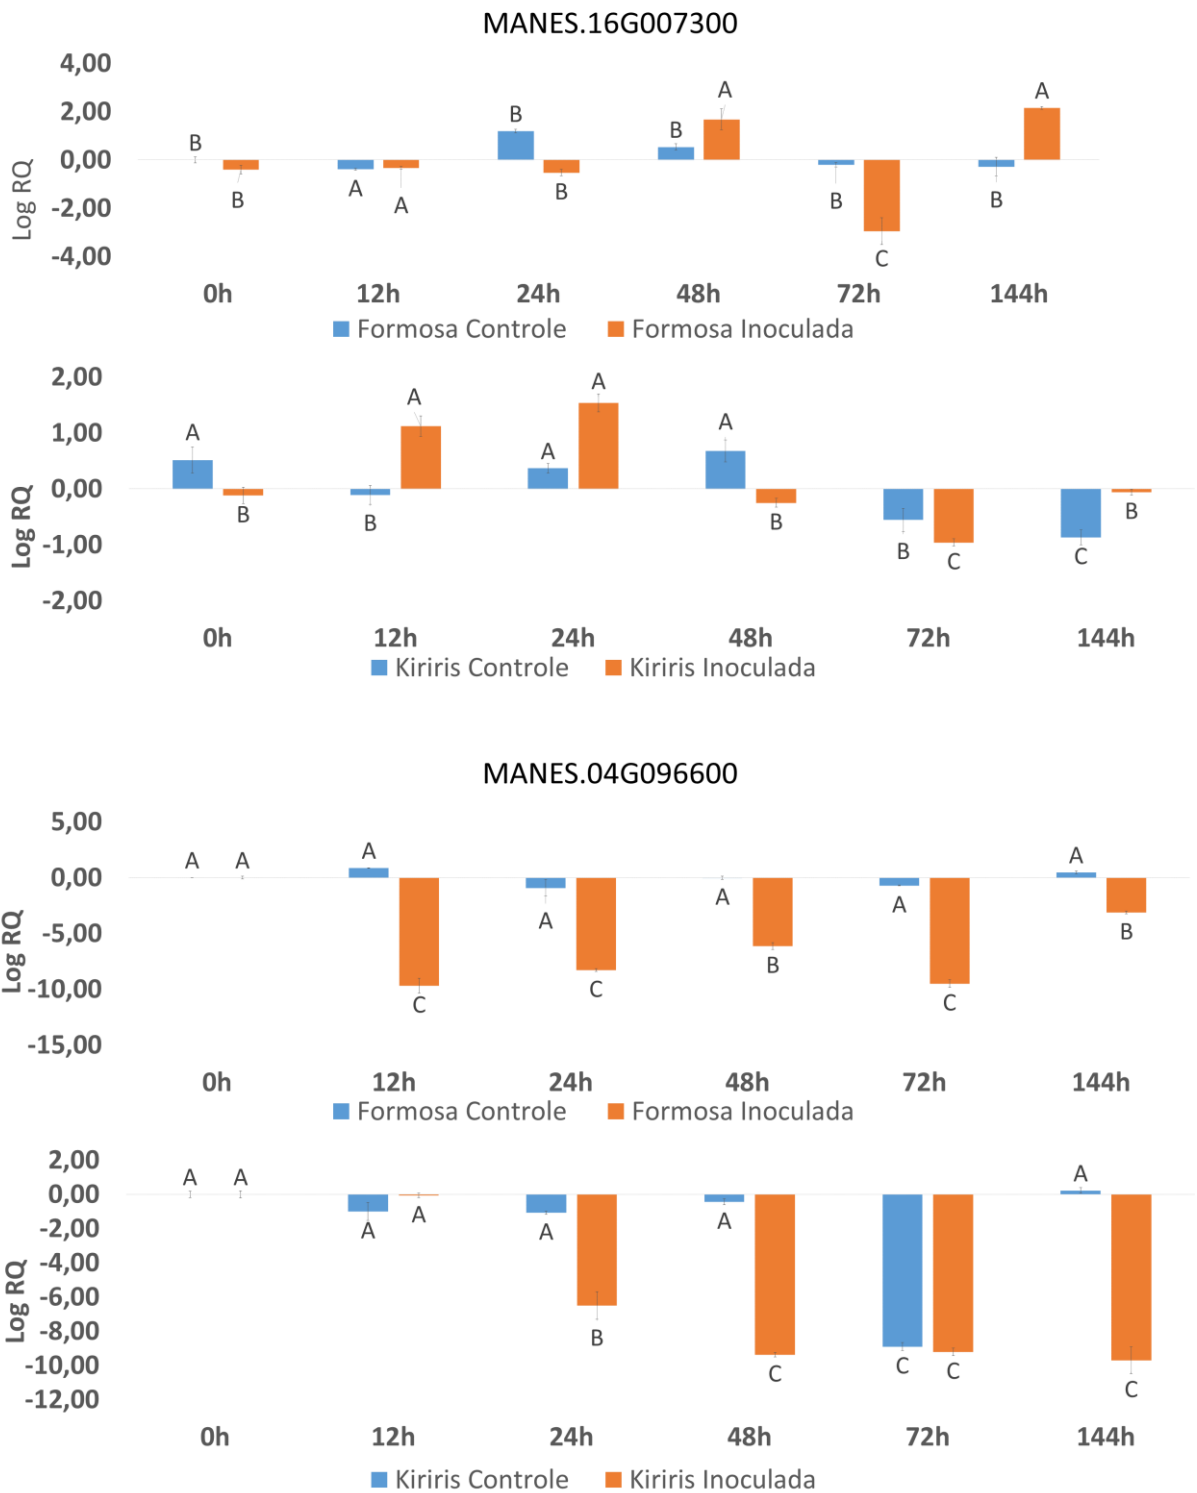 MANES.16G007300
4,00
2,00
0,00
-2,00
-4,00
Log RQ
B B A A B B B A B C B A
0h 12h 24h 48h 72h 144h
Formosa Controle Formosa Inoculada
2,00
1,00
0,00
-1,00
-2,00
Log RQ
A B B A A A A B B C C B
0h 12h 24h 48h 72h 144h
Kiriris Controle Kiriris Inoculada
MANES.04G096600
5,00
0,00
-5,00
-10,00
-15,00
Log RQ
A A A C A C A B A C A B
0h 12h 24h 48h 72h 144h
Formosa Controle Formosa Inoculada
2,00
0,00
-2,00
-4,00
-6,00
-8,00
-10,00
-12,00
Log RQ
A A A A A B A C C C A C
0h 12h 24h 48h 72h 144h
Kiriris Controle Kiriris Inoculada